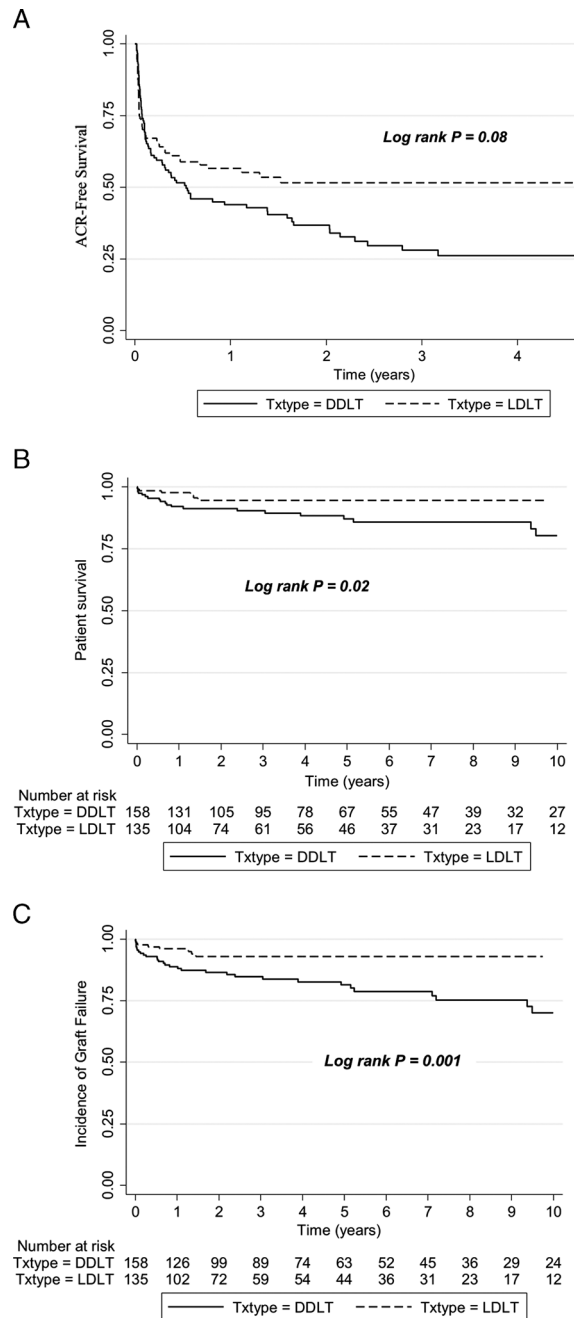 A
ACR-Free Survival
1.00
0.75
0.50
0.25
0.00
Log rank P = 0.08
0 1 2 3 4
Time (years)
Txtype = DDLT Txtype = LDLT
B
Patient survival
1.00
0.75
0.50
0.25
0.00
Log rank P = 0.02
0 1 2 3 4 5 6 7 8 9 10
Time (years)
Number at risk
Txtype = DDLT 158 131 105 95 78 67 55 47 39 32 27
Txtype = LDLT 135 104 74 61 56 46 37 31 23 17 12
Txtype = DDLT Txtype = LDLT
C
Incidence of Graft Failure
1.00
0.75
0.50
0.25
0.00
Log rank P = 0.001
0 1 2 3 4 5 6 7 8 9 10
Time (years)
Number at risk
Txtype = DDLT 158 126 99 89 74 63 52 45 36 29 24
Txtype = LDLT 135 102 72 59 54 44 36 31 23 17 12
Txtype = DDLT Txtype = LDLT